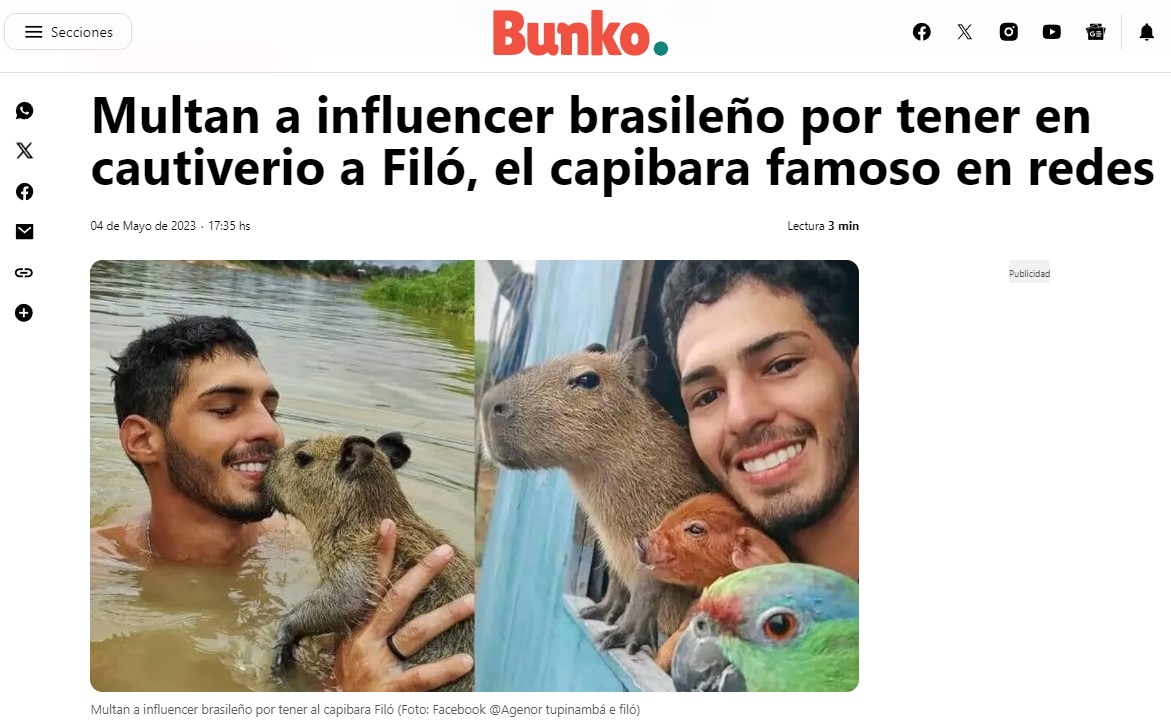 Secciones
Bunko.
Multan a influencer brasileño por tener en
cautiverio a Filó, el capibara famoso en redes
04 de Mayo de 2023 · 17:35 hs
Lectura 3 min
Publicidad
Multan a influencer brasileño por tener al capibara Filó (Foto: Facebook @Agenor tupinambá e filó)